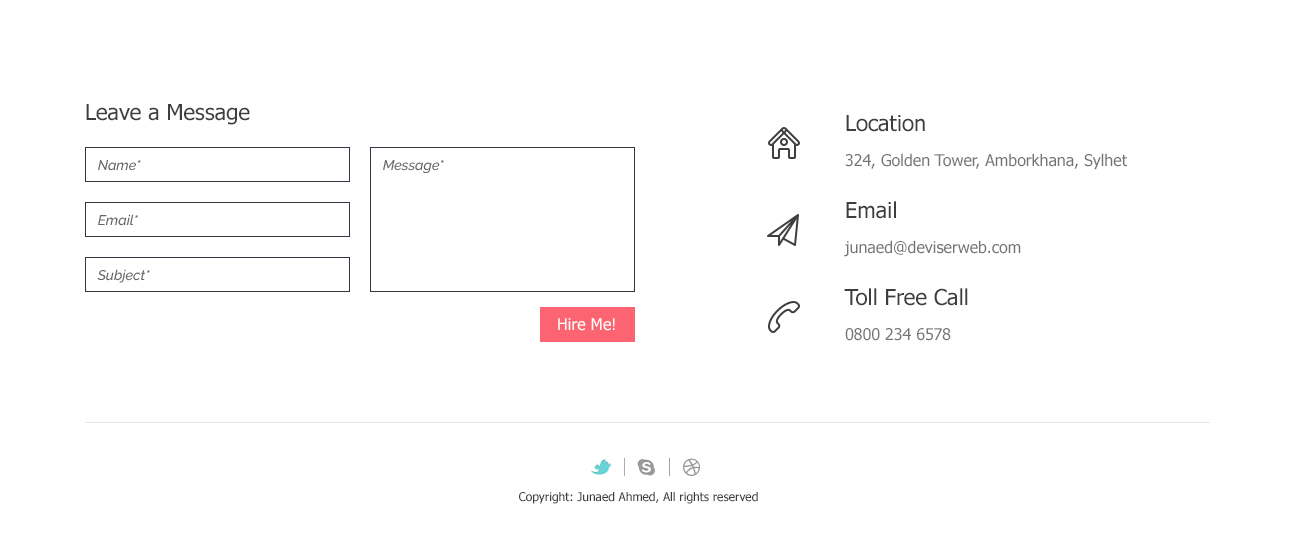 Leave a Message
Name*
Email*
Subject*
Message*
Hire Me!
Location
324, Golden Tower, Amborkhana, Sylhet
Email
junaed@deviserweb.com
Toll Free Call
0800 234 6578
Copyright: Junaed Ahmed, All rights reserved